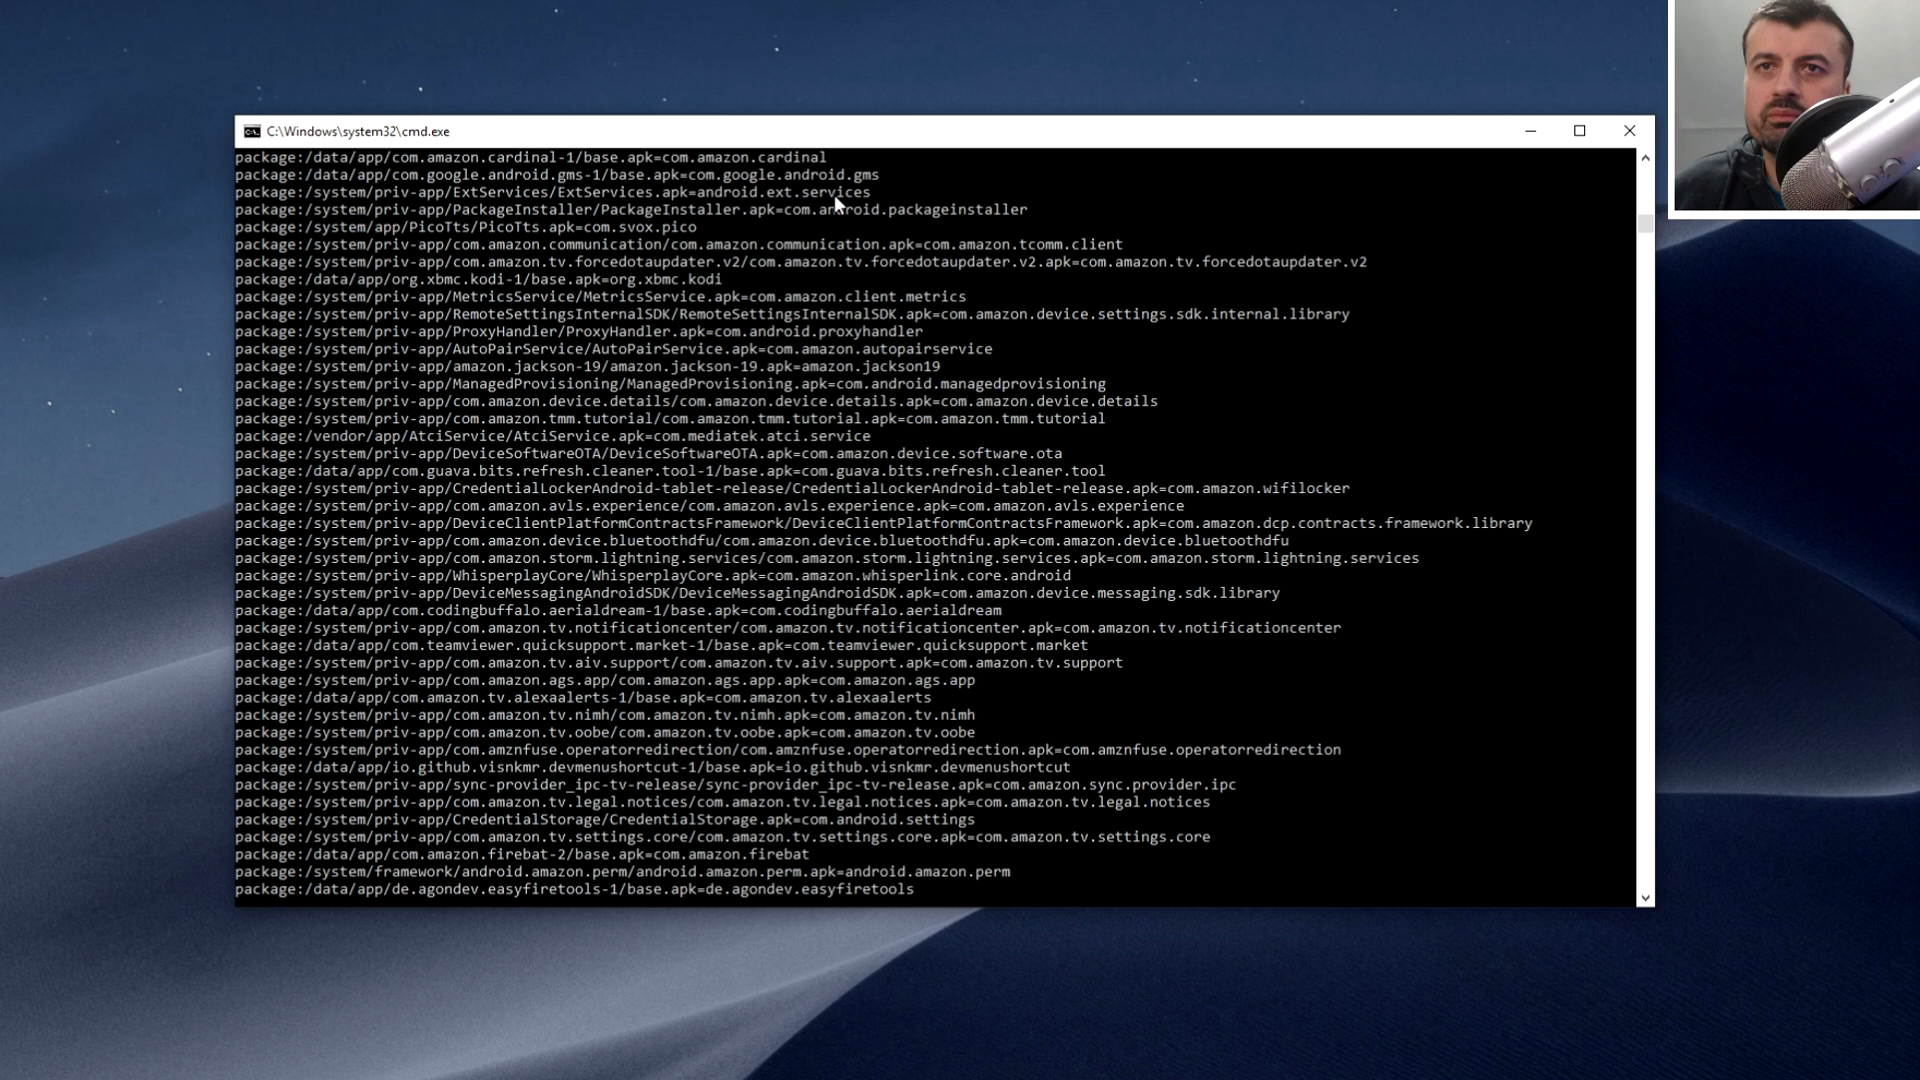 C:\Windows\system32\cmd.exe
package:/data/app/com.amazon.cardinal-1/base.apk=com.amazon.cardinal
package:/data/app/com.google.android.gms-1/base.apk=com.google.android.gms
package:/system/priv-app/ExtServices/ExtServices.apk=android.ext.services
package:/system/priv-app/PackageInstaller/PackageInstaller.apk=com.android.packageinstaller
package:/system/app/PicoTts/PicoTts.apk=com.svox.pico
package:/system/priv-app/com.amazon.communication/com.amazon.communication.apk=com.amazon.tcomm.client
package:/system/priv-app/com.amazon.tv.forcedotaupdater.v2/com.amazon.tv.forcedotaupdater.v2.apk=com.amazon.tv.forcedotaupdater.v2
package:/data/app/org.xbmc.kodi-1/base.apk=org.xbmc.kodi
package:/system/priv-app/MetricsService/MetricsService.apk=com.amazon.client.metrics
package:/system/priv-app/RemoteSettingsInternalSDK/RemoteSettingsInternalSDK.apk=com.amazon.device.settings.sdk.internal.library
package:/system/priv-app/ProxyHandler/ProxyHandler.apk=com.android.proxyhandler
package:/system/priv-app/AutoPairService/AutoPairService.apk=com.amazon.autopairservice
package:/system/priv-app/amazon.jackson-19/amazon.jackson-19.apk=amazon.jackson19
package:/system/priv-app/ManagedProvisioning/ManagedProvisioning.apk=com.android.managedprovisioning
package:/system/priv-app/com.amazon.device.details/com.amazon.device.details.apk=com.amazon.device.details
package:/system/priv-app/com.amazon.tmm.tutorial/com.amazon.tmm.tutorial.apk=com.amazon.tmm.tutorial
package:/vendor/app/AtciService/AtciService.apk=com.mediatek.atci.service
package:/system/priv-app/DeviceSoftwareOTA/DeviceSoftwareOTA.apk=com.amazon.device.software.ota
package:/data/app/com.guava.bits.refresh.cleaner.tool-1/base.apk=com.guava.bits.refresh.cleaner.tool
package:/system/priv-app/CredentialLockerAndroid-tablet-release/CredentialLockerAndroid-tablet-release.apk=com.amazon.wifilocker
package:/system/priv-app/com.amazon.avls.experience/com.amazon.avls.experience.apk=com.amazon.avls.experience
package:/system/priv-app/DeviceClientPlatformContractsFramework/DeviceClientPlatformContractsFramework.apk=com.amazon.dcp.contracts.framework.library
package:/system/priv-app/com.amazon.device.bluetoothdfu/com.amazon.device.bluetoothdfu.apk=com.amazon.device.bluetoothdfu
package:/system/priv-app/com.amazon.storm.lightning.services/com.amazon.storm.lightning.services.apk=com.amazon.storm.lightning.services
package:/system/priv-app/WhisperplayCore/WhisperplayCore.apk=com.amazon.whisperlink.core.android
package:/system/priv-app/DeviceMessagingAndroidSDK/DeviceMessagingAndroidSDK.apk=com.amazon.device.messaging.sdk.library
package:/data/app/com.codingbuffalo.aerialdream-1/base.apk=com.codingbuffalo.aerialdream
package:/system/priv-app/com.amazon.tv.notificationcenter/com.amazon.tv.notificationcenter.apk=com.amazon.tv.notificationcenter
package:/data/app/com.teamviewer.quicksupport.market-1/base.apk=com.teamviewer.quicksupport.market
package:/system/priv-app/com.amazon.tv.aiv.support/com.amazon.tv.aiv.support.apk=com.amazon.tv.support
package:/system/priv-app/com.amazon.ags.app/com.amazon.ags.app.apk=com.amazon.ags.app
package:/data/app/com.amazon.tv.alexaalerts-1/base.apk=com.amazon.tv.alexaalerts
package:/system/priv-app/com.amazon.tv.nimh/com.amazon.tv.nimh.apk=com.amazon.tv.nimh
package:/system/priv-app/com.amazon.tv.oobe/com.amazon.tv.oobe.apk=com.amazon.tv.oobe
package:/system/priv-app/com.amznfuse.operatorredirection/com.amznfuse.operatorredirection.apk=com.amznfuse.operatorredirection
package:/data/app/io.github.visnkmr.devmenushortcut-1/base.apk=io.github.visnkmr.devmenushortcut
package:/system/priv-app/sync-provider_ipc-tv-release/sync-provider_ipc-tv-release.apk=com.amazon.sync.provider.ipc
package:/system/priv-app/com.amazon.tv.legal.notices/com.amazon.tv.legal.notices.apk=com.amazon.tv.legal.notices
package:/system/priv-app/CredentialStorage/CredentialStorage.apk=com.android.settings
package:/system/priv-app/com.amazon.tv.settings.core/com.amazon.tv.settings.core.apk=com.amazon.tv.settings.core
package:/data/app/com.amazon.firebat-2/base.apk=com.amazon.firebat
package:/system/framework/android.amazon.perm/android.amazon.perm.apk=android.amazon.perm
package:/data/app/de.agondev.easyfiretools-1/base.apk=de.agondev.easyfiretools